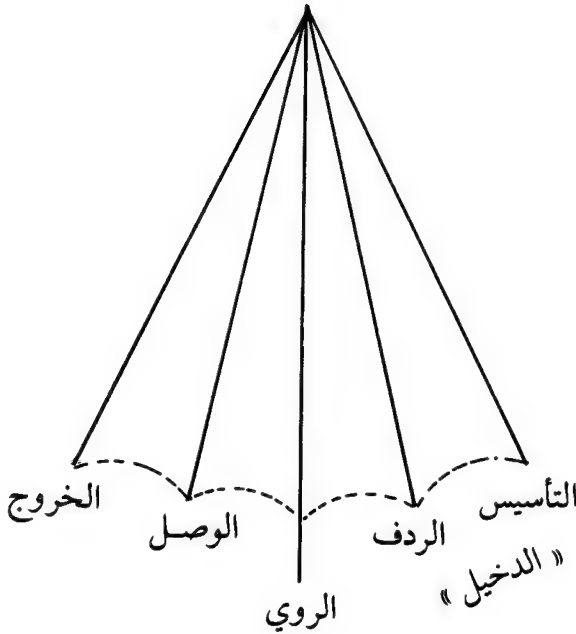 التأسيس
« الدخيل »
الردف
الروي
الوصل
الخروج